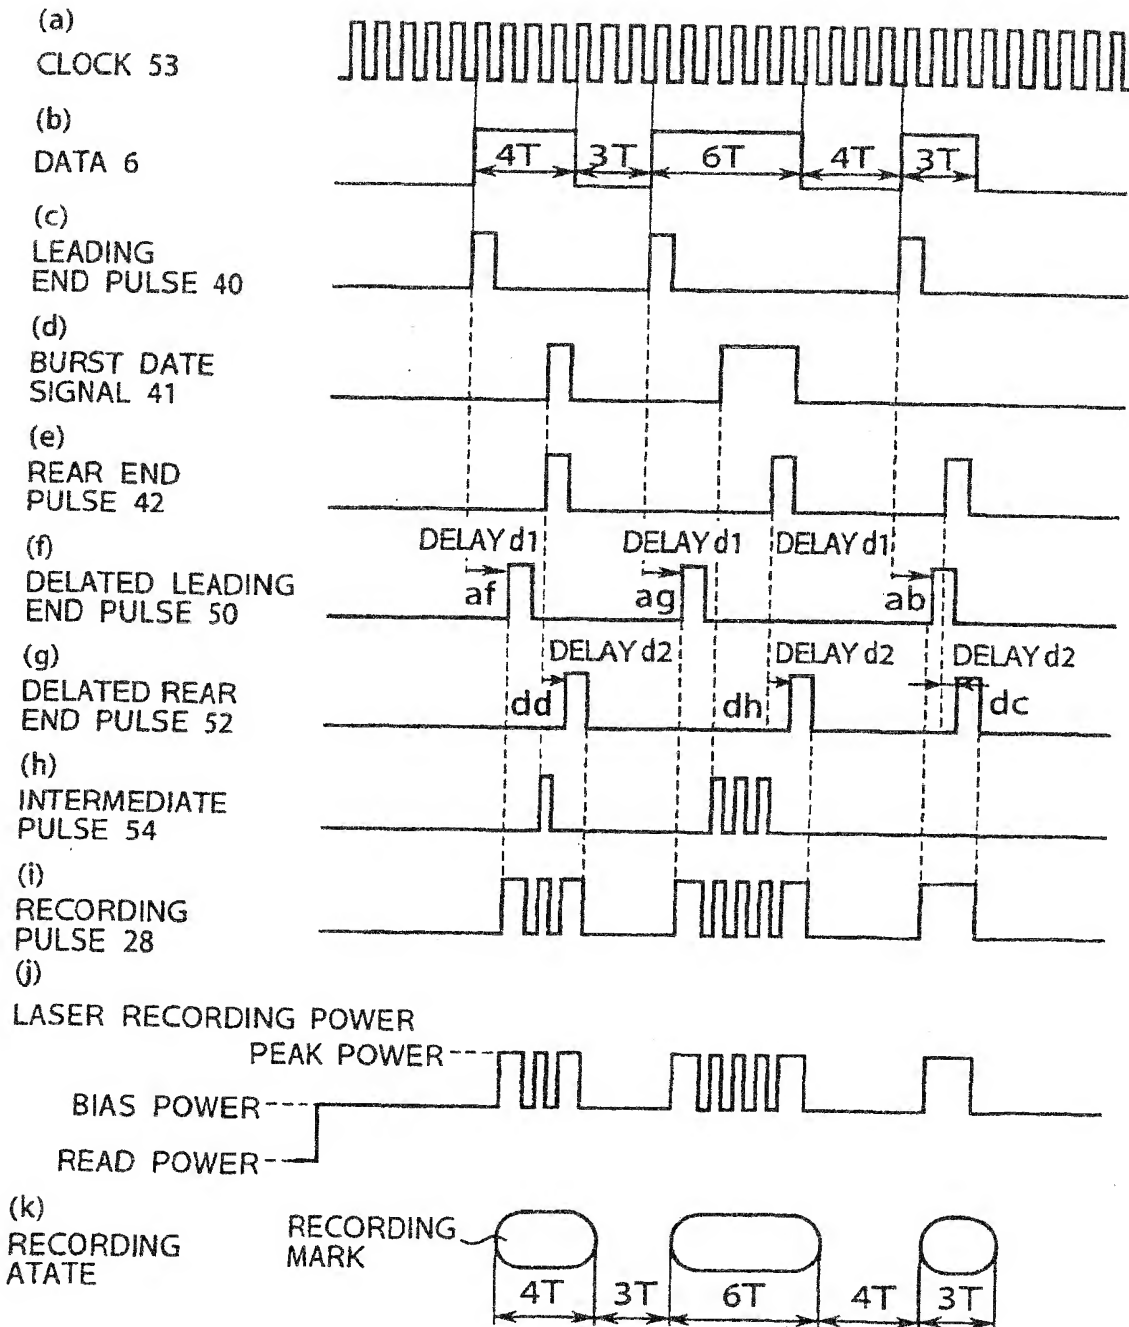 (a)
CLOCK 53
(b)
DATA 6
4T 3T 6T 4T 3T
(c)
LEADING
END PULSE 40
(d)
BURST DATE
SIGNAL 41
(e)
REAR END
PULSE 42
(f)
DELAY d1 DELAY d1 DELAY d1
DELATED LEADING
END PULSE 50
af ag ab
(g)
DELAY d2 DELAY d2 DELAY d2
DELATED REAR
END PULSE 52
dd dh dc
(h)
INTERMEDIATE
PULSE 54
(i)
RECORDING
PULSE 28
(j)
LASER RECORDING POWER
PEAK POWER
BIAS POWER
READ POWER
(k)
RECORDING
ATATE
RECORDING
MARK
4T 3T 6T 4T 3T